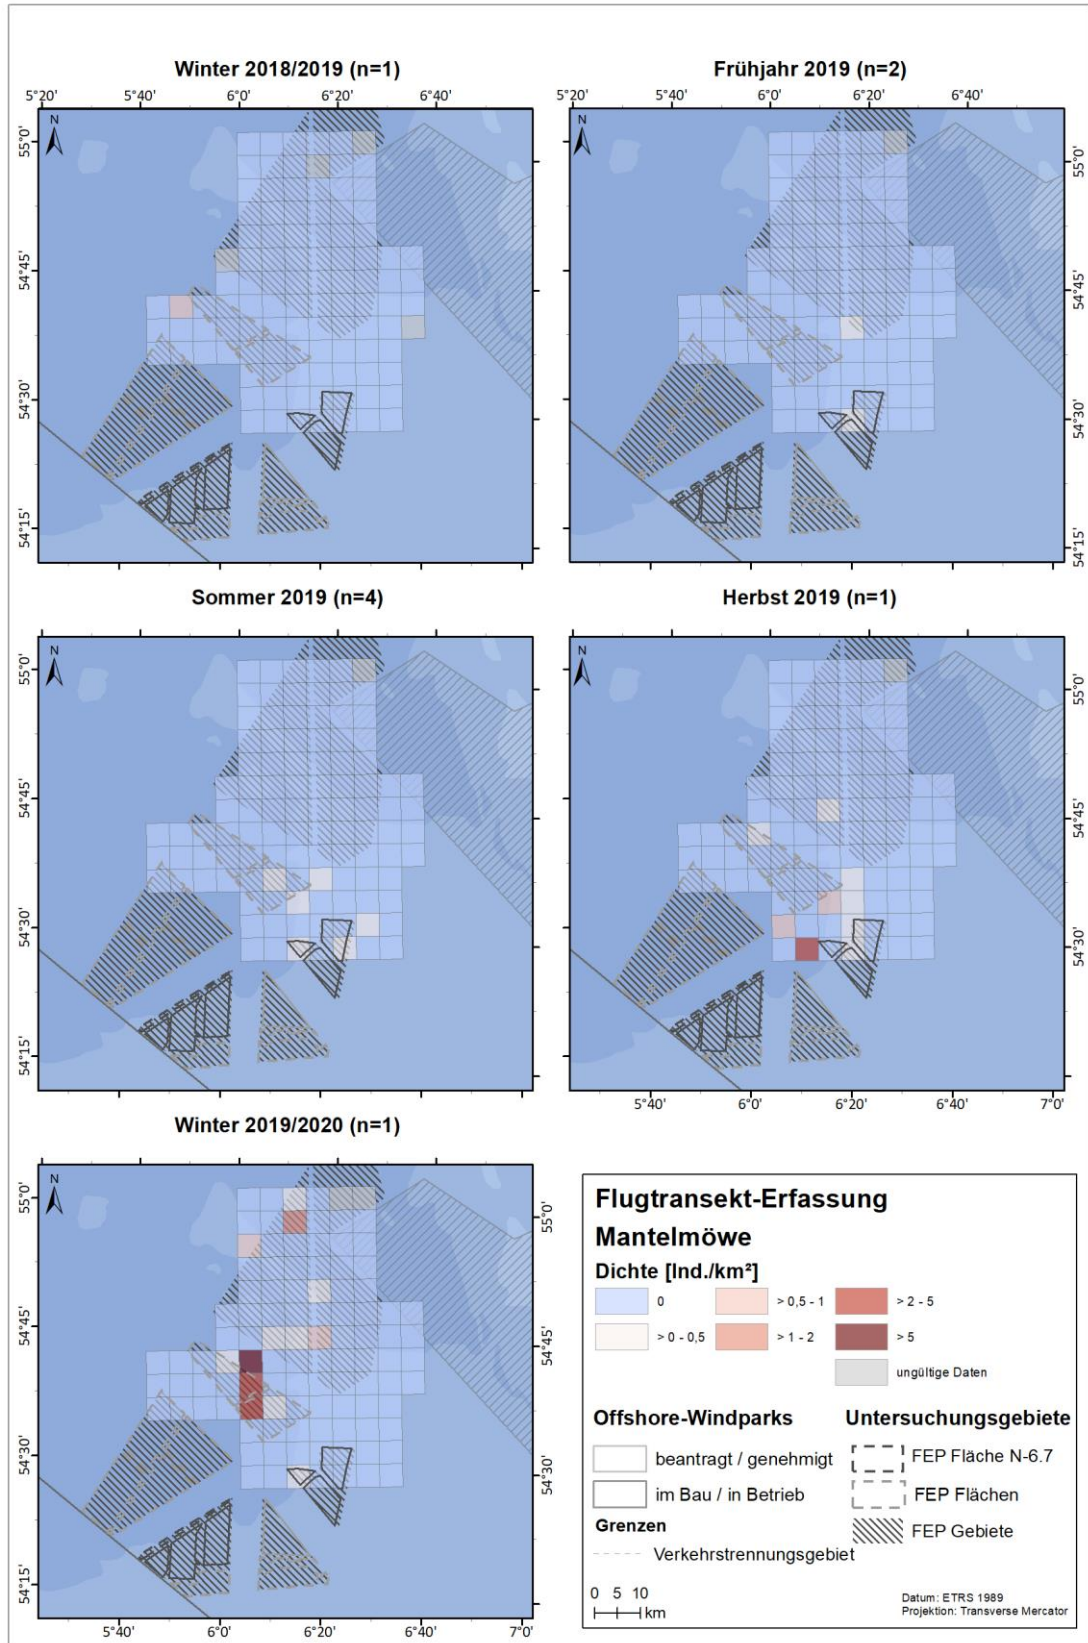 Winter 2018/2019 (n=1)
5°20' 5°40' 6°0' 6°20' 6°40'
N
55°0'
54°45'
54°30'
54°15'
Frühjahr 2019 (n=2)
5°20' 5°40' 6°0' 6°20' 6°40'
N
55°0'
54°45'
54°30'
54°15'
Sommer 2019 (n=4)
N
55°0'
54°45'
54°30'
54°15'
Herbst 2019 (n=1)
N
55°0'
54°45'
54°30'
5°40' 6°0' 6°20' 6°40' 7°0'
Winter 2019/2020 (n=1)
N
55°0'
55°0'
54°45'
54°45'
54°30'
54°30'
54°15'
5°40' 6°0' 6°20' 6°40' 7°0'
Flugtransekt-Erfassung
Mantelmöwe
Dichte [Ind./km²]
0 > 0,5 - 1 > 2 - 5
> 0 - 0,5 > 1 - 2 > 5
ungültige Daten
Offshore-Windparks
beantragt / genehmigt
im Bau / in Betrieb
Grenzen
Verkehrstrennungsgebiet
Untersuchungsgebiete
FEP Fläche N-6.7
FEP Flächen
FEP Gebiete
0 5 10
km
Datum: ETRS 1989
Projektion: Transverse Mercator